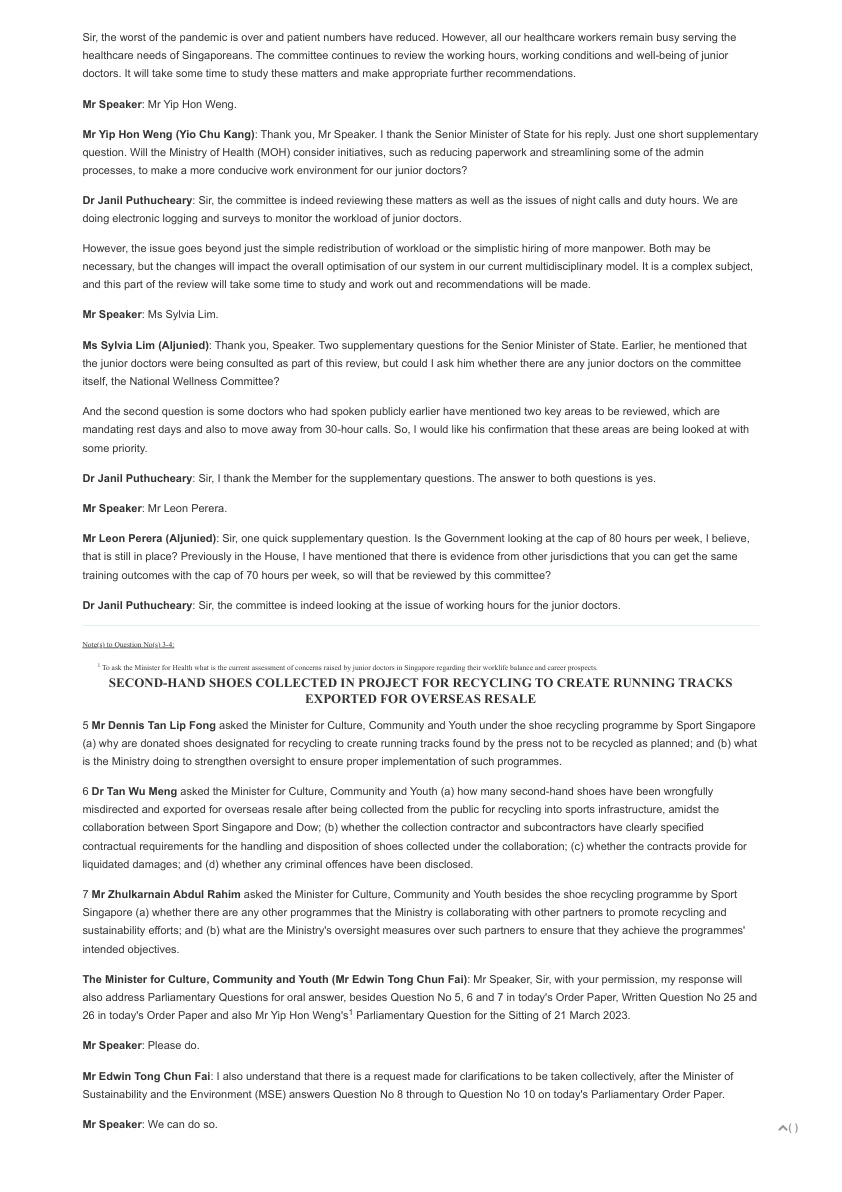 Sir, the worst of the pandemic is over and patient numbers have reduced. However, all our healthcare workers remain busy serving the
healthcare needs of Singaporeans. The committee continues to review the working hours, working conditions and well-being of junior
doctors. It will take some time to study these matters and make appropriate further recommendations.
Mr Speaker: Mr Yip Hon Weng.
Mr Yip Hon Weng (Yio Chu Kang): Thank you, Mr Speaker. I thank the Senior Minister of State for his reply. Just one short supplementary
question. Will the Ministry of Health (MOH) consider initiatives, such as reducing paperwork and streamlining some of the admin
processes, to make a more conducive work environment for our junior doctors?
Dr Janil Puthucheary: Sir, the committee is indeed reviewing these matters as well as the issues of night calls and duty hours. We are
doing electronic logging and surveys to monitor the workload of junior doctors.
However, the issue goes beyond just the simple redistribution of workload or the simplistic hiring of more manpower. Both may be
necessary, but the changes will impact the overall optimisation of our system in our current multidisciplinary model. It is a complex subject,
and this part of the review will take some time to study and work out and recommendations will be made.
Mr Speaker: Ms Sylvia Lim.
Ms Sylvia Lim (Aljunied): Thank you, Speaker. Two supplementary questions for the Senior Minister of State. Earlier, he mentioned that
the junior doctors were being consulted as part of this review, but could I ask him whether there are any junior doctors on the committee
itself, the National Wellness Committee?
And the second question is some doctors who had spoken publicly earlier have mentioned two key areas to be reviewed, which are
mandating rest days and also to move away from 30-hour calls. So, I would like his confirmation that these areas are being looked at with
some priority.
Dr Janil Puthucheary: Sir, I thank the Member for the supplementary questions. The answer to both questions is yes.
Mr Speaker: Mr Leon Perera.
Mr Leon Perera (Aljunied): Sir, one quick supplementary question. Is the Government looking at the cap of 80 hours per week, I believe,
that is still in place? Previously in the House, I have mentioned that there is evidence from other jurisdictions that you can get the same
training outcomes with the cap of 70 hours per week, so will that be reviewed by this committee?
Dr Janil Puthucheary: Sir, the committee is indeed looking at the issue of working hours for the junior doctors.
Note(s) to Question No(s) 3-4:
1 To ask the Minister for Health what is the current assessment of concerns raised by junior doctors in Singapore regarding their worklife balance and career prospects.
SECOND-HAND SHOES COLLECTED IN PROJECT FOR RECYCLING TO CREATE RUNNING TRACKS
EXPORTED FOR OVERSEAS RESALE
5 Mr Dennis Tan Lip Fong asked the Minister for Culture, Community and Youth under the shoe recycling programme by Sport Singapore
(a) why are donated shoes designated for recycling to create running tracks found by the press not to be recycled as planned; and (b) what
is the Ministry doing to strengthen oversight to ensure proper implementation of such programmes.
6 Dr Tan Wu Meng asked the Minister for Culture, Community and Youth (a) how many second-hand shoes have been wrongfully
misdirected and exported for overseas resale after being collected from the public for recycling into sports infrastructure, amidst the
collaboration between Sport Singapore and Dow; (b) whether the collection contractor and subcontractors have clearly specified
contractual requirements for the handling and disposition of shoes collected under the collaboration; (c) whether the contracts provide for
liquidated damages; and (d) whether any criminal offences have been disclosed.
7 Mr Zhulkarnain Abdul Rahim asked the Minister for Culture, Community and Youth besides the shoe recycling programme by Sport
Singapore (a) whether there are any other programmes that the Ministry is collaborating with other partners to promote recycling and
sustainability efforts; and (b) what are the Ministry's oversight measures over such partners to ensure that they achieve the programmes'
intended objectives.
The Minister for Culture, Community and Youth (Mr Edwin Tong Chun Fai): Mr Speaker, Sir, with your permission, my response will
also address Parliamentary Questions for oral answer, besides Question No 5, 6 and 7 in today's Order Paper, Written Question No 25 and
26 in today's Order Paper and also Mr Yip Hon Weng's1 Parliamentary Question for the Sitting of 21 March 2023.
Mr Speaker: Please do.
Mr Edwin Tong Chun Fai: I also understand that there is a request made for clarifications to be taken collectively, after the Minister of
Sustainability and the Environment (MSE) answers Question No 8 through to Question No 10 on today's Parliamentary Order Paper.
Mr Speaker: We can do so.
( )